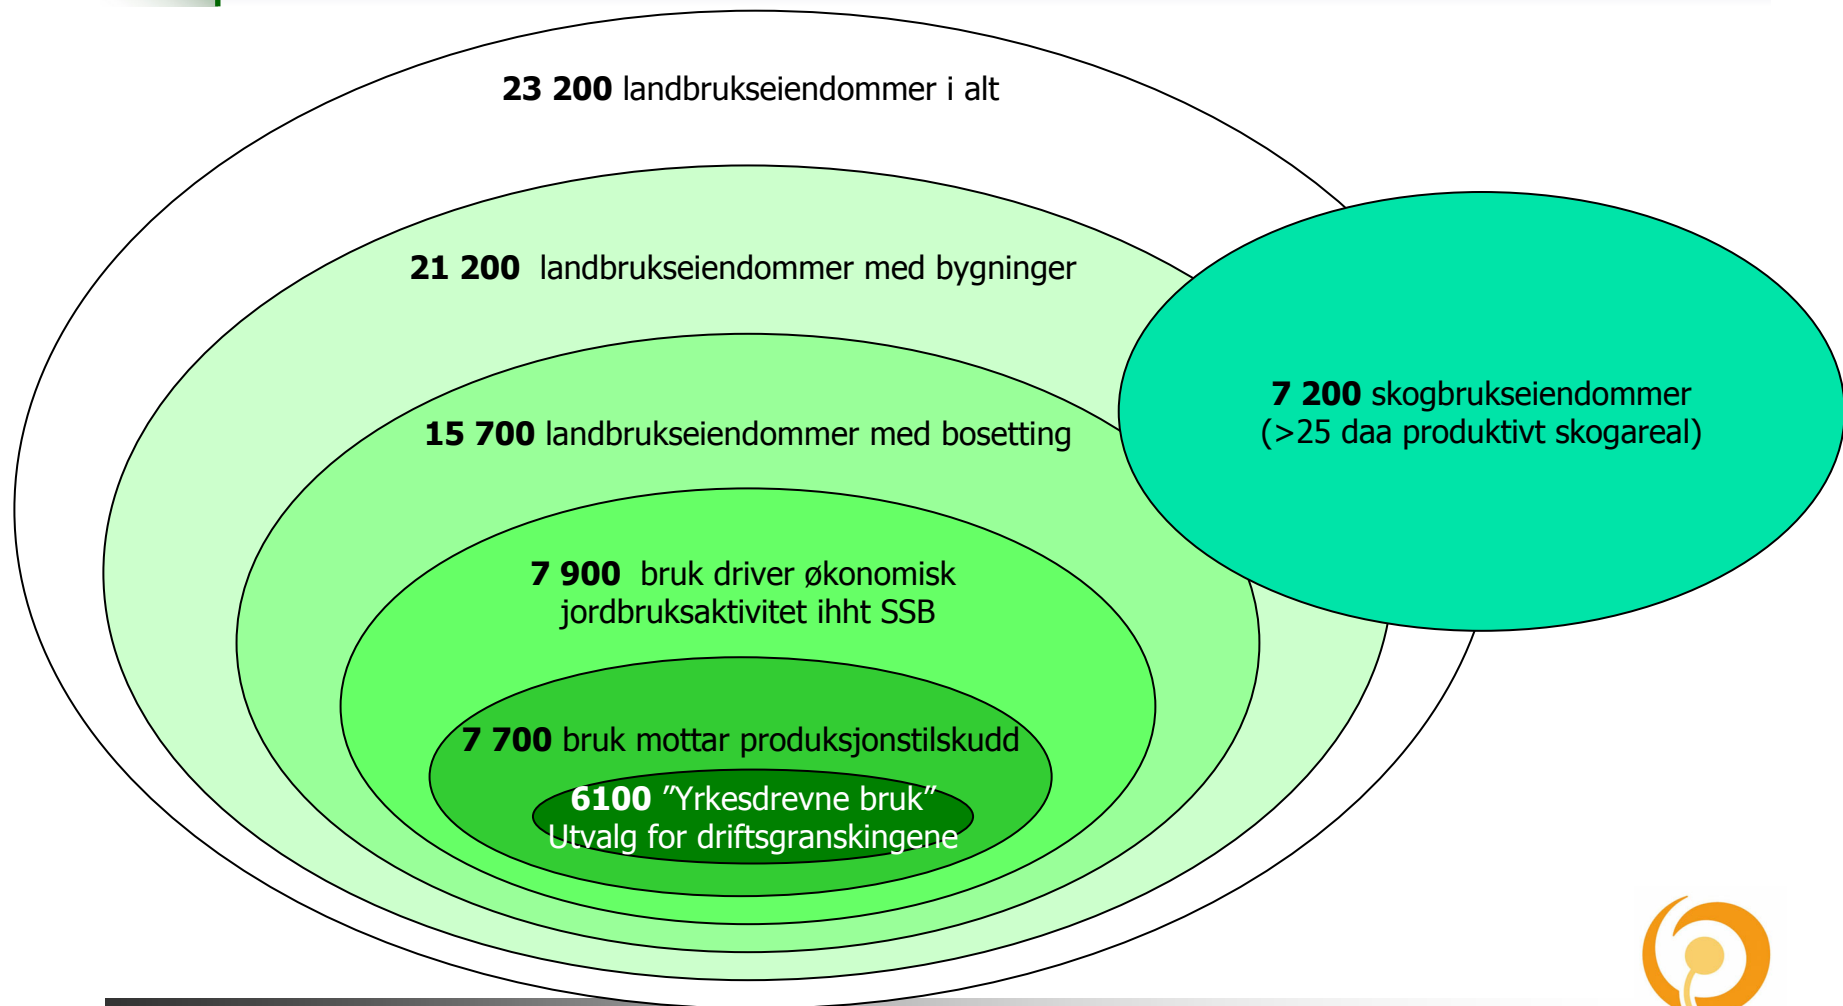 23 200 landbrukseiendommer i alt
21 200 landbrukseiendommer med bygninger
15 700 landbrukseiendommer med bosetting
7 200 skogbrukseiendommer
(>25 daa produktivt skogareal)
7 900 bruk driver økonomisk
jordbruksaktivitet ihht SSB
7 700 bruk mottar produksjonstilskudd
6100 ”Yrkesdrevne bruk”
Utvalg for driftsgranskingene